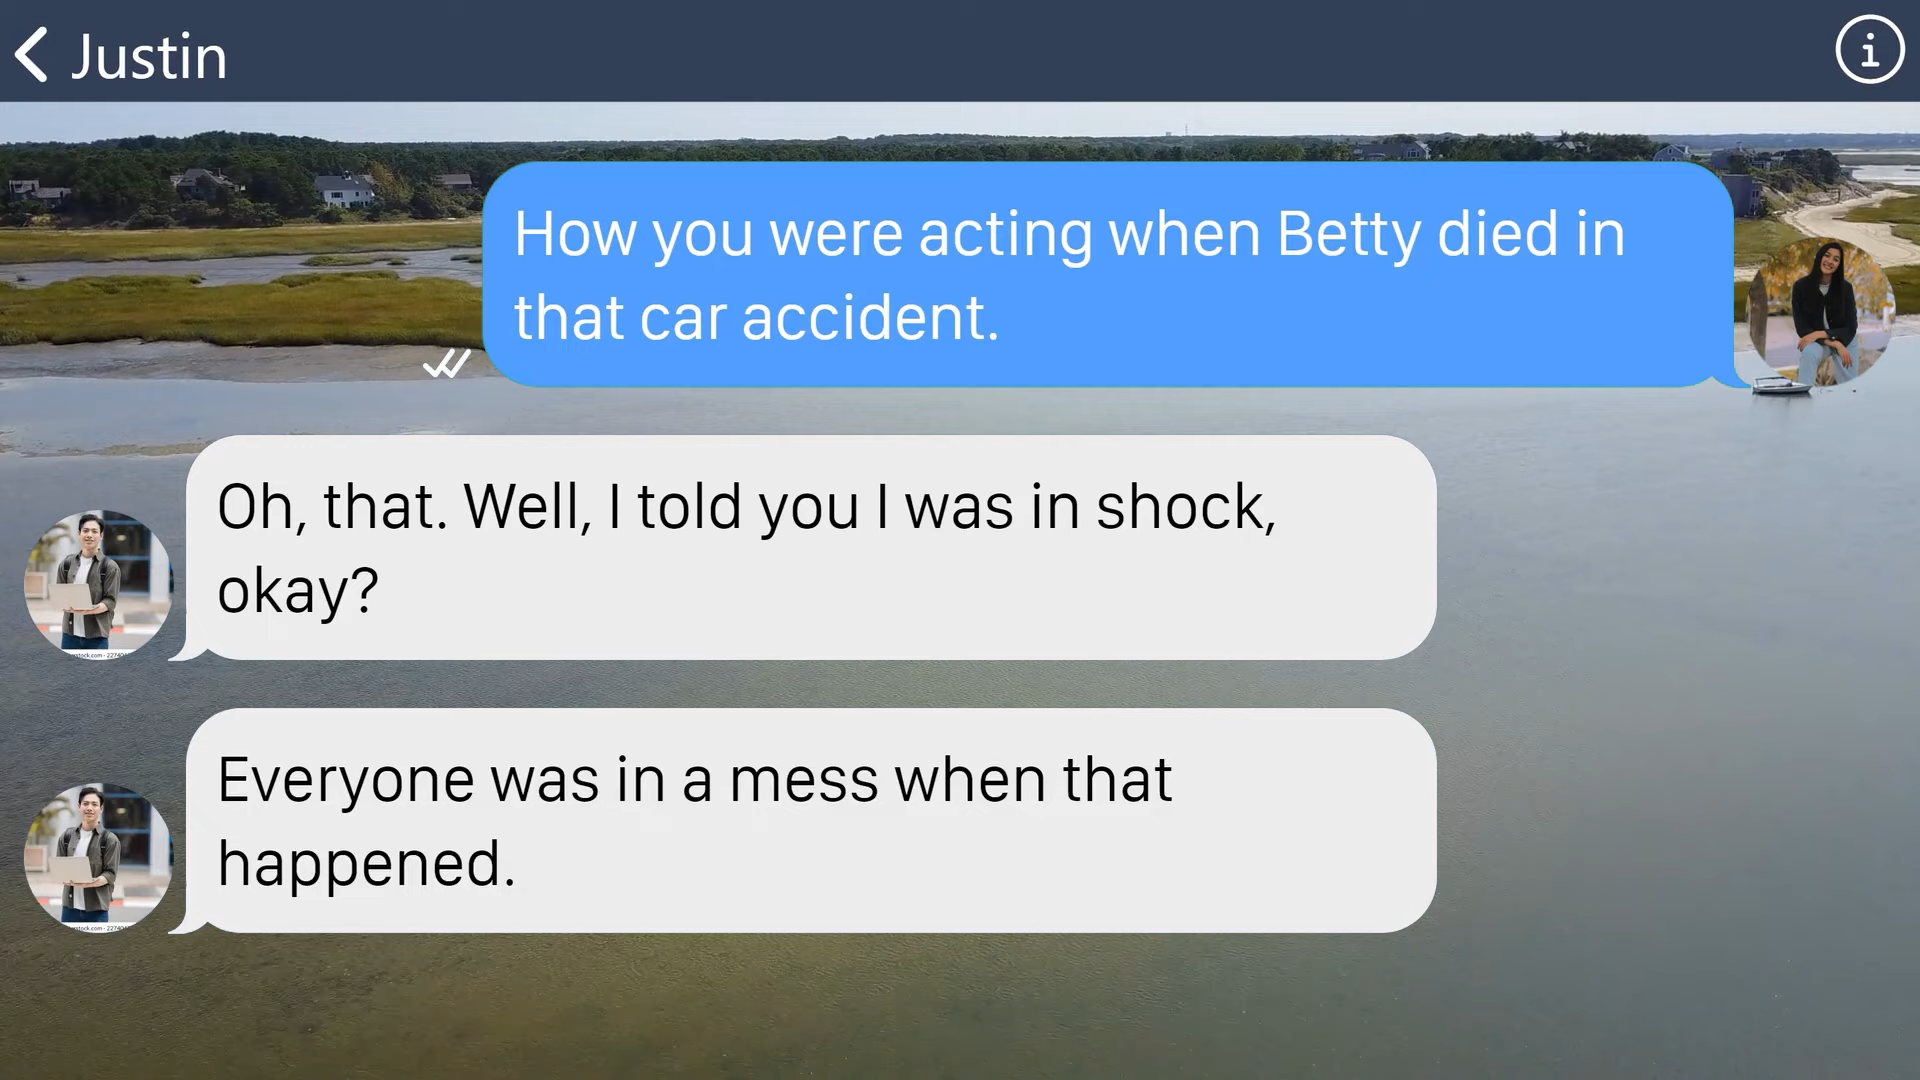 Justin
How you were acting when Betty died in
that car accident.
Oh, that. Well, I told you I was in shock,
okay?
Everyone was in a mess when that
happened.